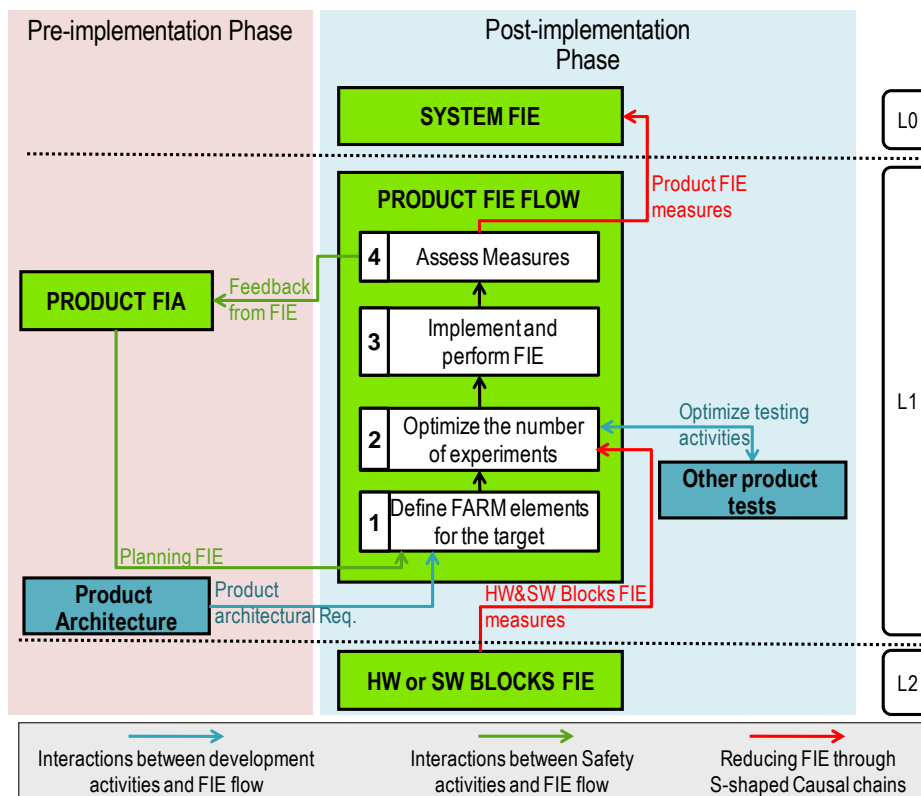 Pre-implementation Phase
Post-implementation
Phase
SYSTEM FIE
L0
Product FIE
measures
PRODUCT FIE FLOW
4
Assess Measures
Feedback
from FIE
PRODUCT FIA
3
Implement and
perform FIE
L1
2
Optimize the number
of experiments
Optimize testing
activities
Other product
tests
1
Define FARM elements
for the target
Planning FIE
Product
Architecture
Product
architectural Req.
HW&SW Blocks FIE
measures
HW or SW BLOCKS FIE
L2
Interactions between development
activities and FIE flow
Interactions between Safety
activities and FIE flow
Reducing FIE through
S-shaped Causal chains